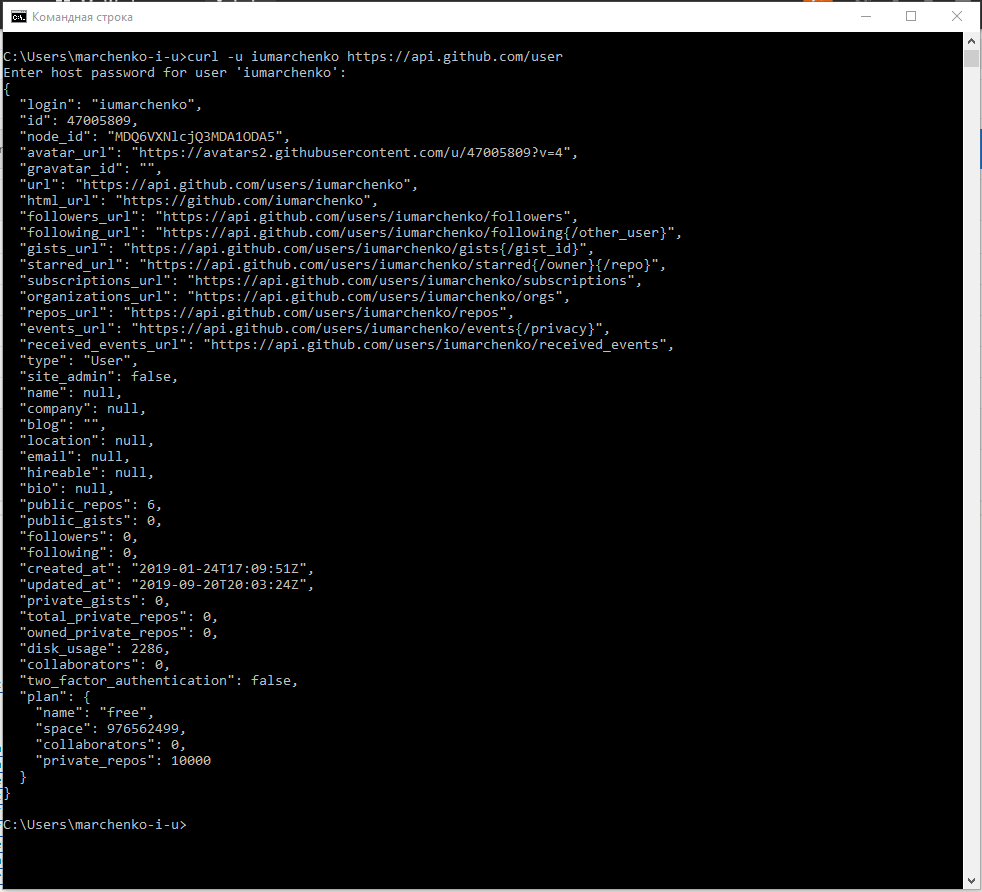 Командная строка
C:\Users\marchenko-i-u>curl -u iumarchenko https://api.github.com/user
Enter host password for user 'iumarchenko':
{
  "login": "iumarchenko",
  "id": 47005809,
  "node_id": "MDQ6VXNlcjQ3MDA1ODA5",
  "avatar_url": "https://avatars2.githubusercontent.com/u/47005809?v=4",
  "gravatar_id": "",
  "url": "https://api.github.com/users/iumarchenko",
  "html_url": "https://github.com/iumarchenko",
  "followers_url": "https://api.github.com/users/iumarchenko/followers",
  "following_url": "https://api.github.com/users/iumarchenko/following{/other_user}",
  "gists_url": "https://api.github.com/users/iumarchenko/gists{/gist_id}",
  "starred_url": "https://api.github.com/users/iumarchenko/starred{/owner}{/repo}",
  "subscriptions_url": "https://api.github.com/users/iumarchenko/subscriptions",
  "organizations_url": "https://api.github.com/users/iumarchenko/orgs",
  "repos_url": "https://api.github.com/users/iumarchenko/repos",
  "events_url": "https://api.github.com/users/iumarchenko/events{/privacy}",
  "received_events_url": "https://api.github.com/users/iumarchenko/received_events",
  "type": "User",
  "site_admin": false,
  "name": null,
  "company": null,
  "blog": "",
  "location": null,
  "email": null,
  "hireable": null,
  "bio": null,
  "public_repos": 6,
  "public_gists": 0,
  "followers": 0,
  "following": 0,
  "created_at": "2019-01-24T17:09:51Z",
  "updated_at": "2019-09-20T20:03:24Z",
  "private_gists": 0,
  "total_private_repos": 0,
  "owned_private_repos": 0,
  "disk_usage": 2286,
  "collaborators": 0,
  "two_factor_authentication": false,
  "plan": {
    "name": "free",
    "space": 976562499,
    "collaborators": 0,
    "private_repos": 10000
  }
}
C:\Users\marchenko-i-u>